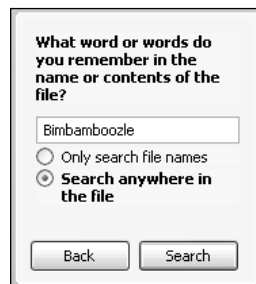 What word or words do
you remember in the
name or contents of the
file?
Bimbamboozle
Only search file names
Search anywhere in
the file
Back Search